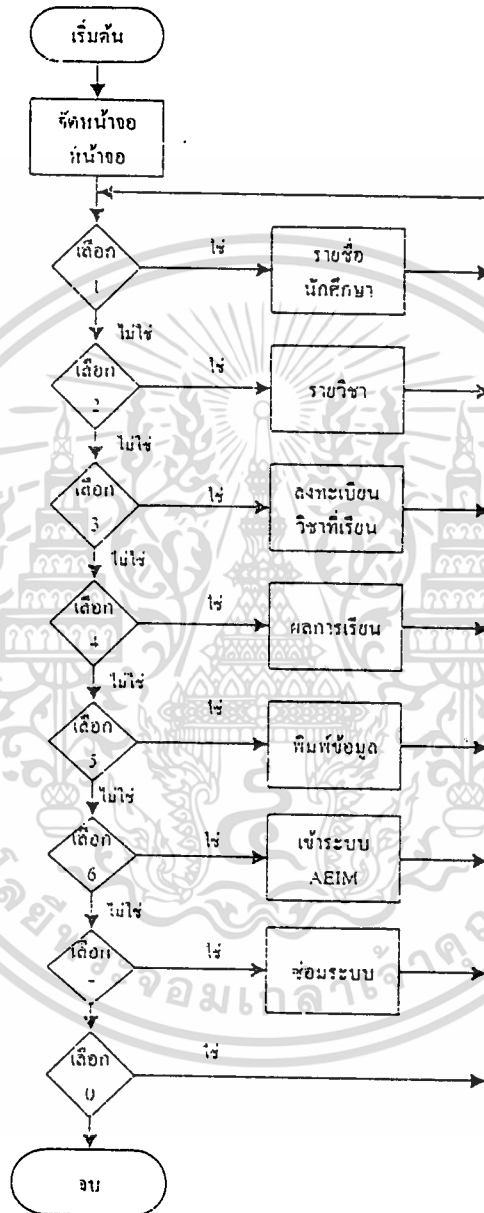 เริ่มต้น
จัดหน้าจอ
หน้าจอ
เลือก
1
ใช่
รายชื่อ
นักศึกษา
ไม่ใช่
เลือก
2
ใช่
รายวิชา
ไม่ใช่
เลือก
3
ใช่
ลงทะเบียน
วิชาที่เรียน
ไม่ใช่
เลือก
4
ใช่
ผลการเรียน
ไม่ใช่
เลือก
5
ใช่
พิมพ์ข้อมูล
ไม่ใช่
เลือก
6
ใช่
เข้าระบบ
AEIM
ไม่ใช่
เลือก
ใช่
ซ่อมระบบ
เลือก
0
ใช่
จบ